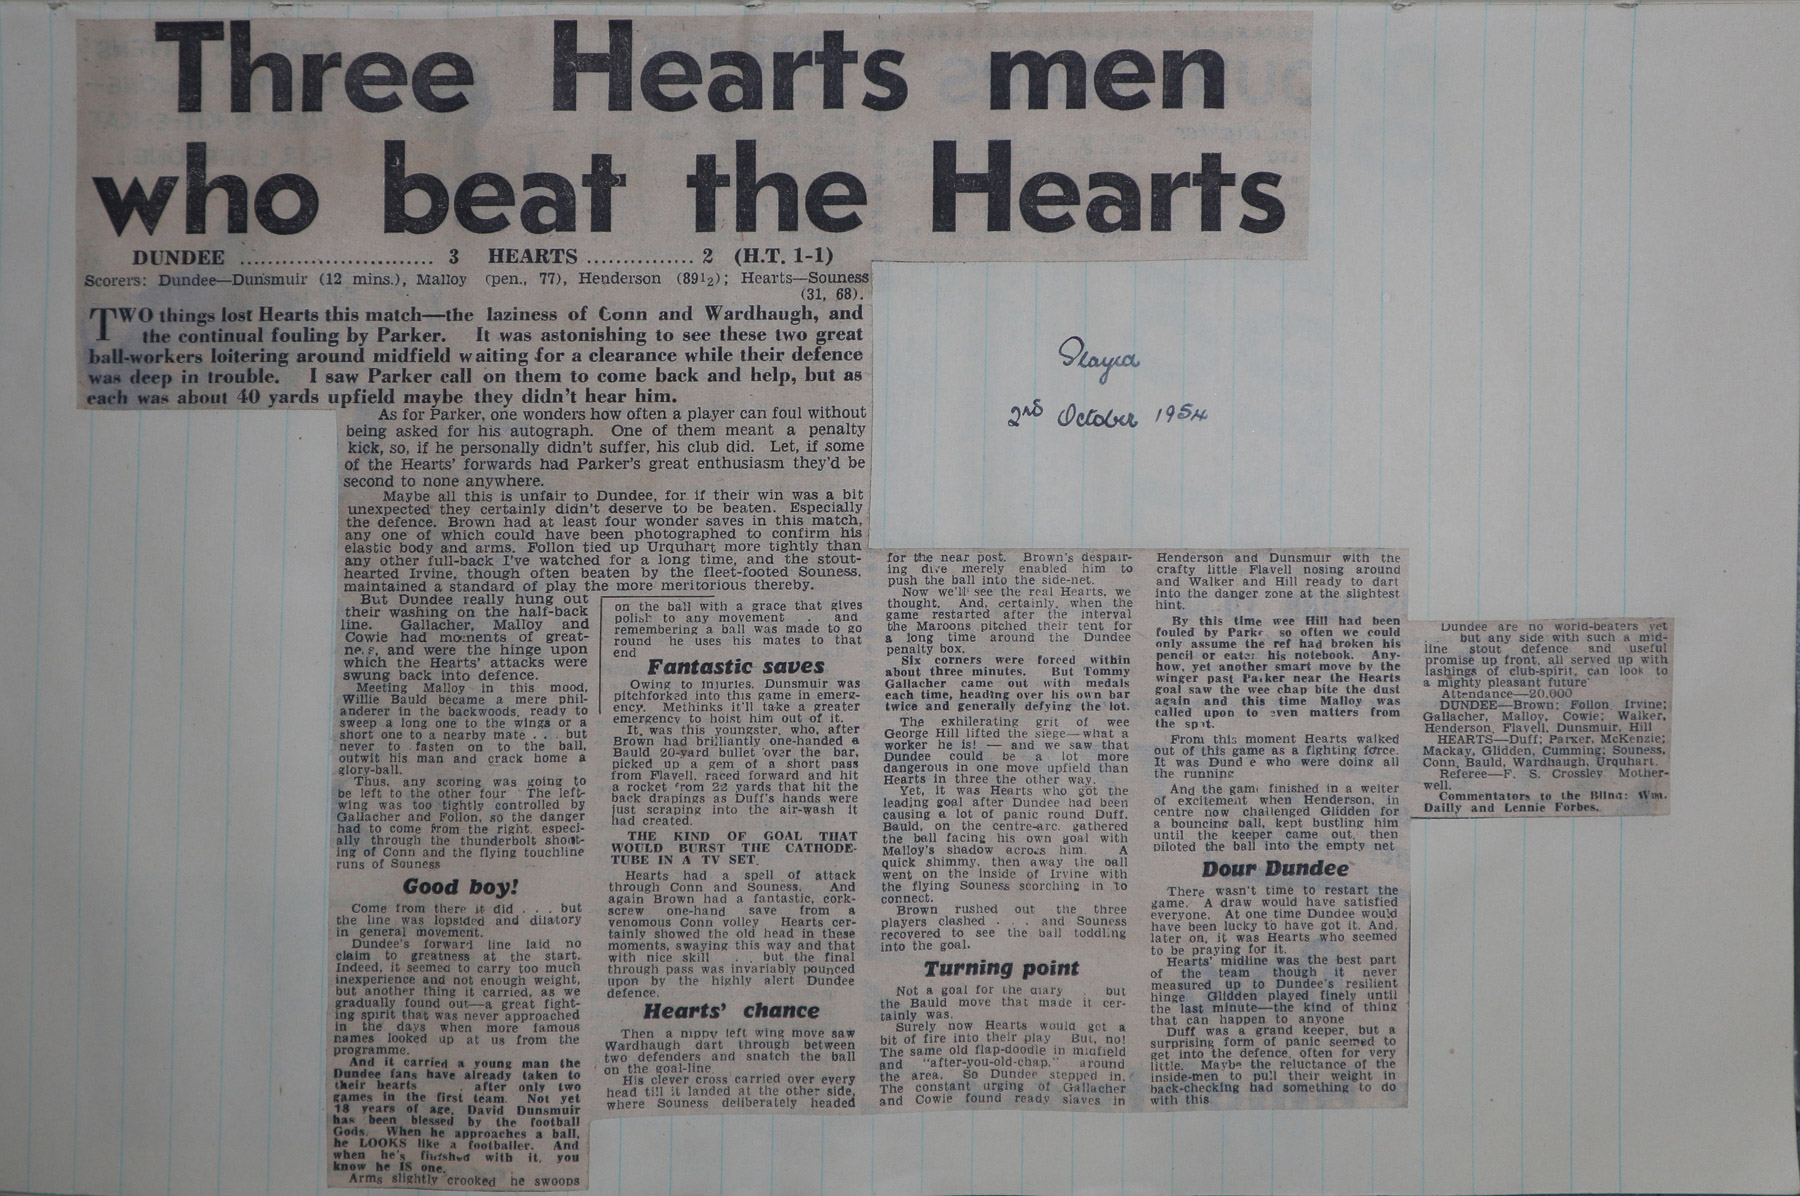 Three Hearts men
who beat the Hearts
DUNDEE ............................ 3 HEARTS ................ 2 (H.T. 1-1)
Scorers: Dundee—Dunsmuir (12 mins.), Malloy (pen., 77), Henderson (89½); Hearts—Souness
(31, 68).
TWO things lost Hearts this match—the laziness of Conn and Wardhaugh, and
the continual fouling by Parker. It was astonishing to see these two great
ball-workers loitering around midfield waiting for a clearance while their defence
was deep in trouble. I saw Parker call on them to come back and help, but as
each was about 40 yards upfield maybe they didn't hear him.
As for Parker, one wonders how often a player can foul without
being asked for his autograph. One of them meant a penalty
kick, so, if he personally didn't suffer, his club did. Let, if some
of the Hearts' forwards had Parker's great enthusiasm they'd be
second to none anywhere.
Maybe all this is unfair to Dundee, for if their win was a bit
unexpected they certainly didn't deserve to be beaten. Especially
the defence. Brown had at least four wonder saves in this match,
any one of which could have been photographed to confirm his
elastic body and arms. Follon tied up Urquhart more tightly than
any other full-back I've watched for a long time, and the stout-
hearted Irvine, though often beaten by the fleet-footed Souness,
maintained a standard of play the more meritorious thereby.
But Dundee really hung out
their washing on the half-back
line. Gallacher, Malloy and
Cowie had moments of great-
ness, and were the hinge upon
which the Hearts' attacks were
swung back into defence.
Meeting Malloy in this mood,
Willie Bauld became a mere phil-
anderer in the backwoods, ready to
sweep a long one to the wings or a
short one to a nearby mate . . . but
never to fasten on to the ball,
outwit his man and crack home a
glory-ball.
Thus, any scoring was going to
be left to the other four The left-
wing was too tightly controlled by
Gallacher and Follon, so the danger
had to come from the right, especi-
ally through the thunderbolt shoot-
ing of Conn and the flying touchline
runs of Souness
Good boy!
Come from there it did . . . but
the line was lopsided and dilatory
in general movement.
Dundee's forward line laid no
claim to greatness at the start.
Indeed, it seemed to carry too much
inexperience and not enough weight,
but another thing it carried, as we
gradually found out—a great fight-
ing spirit that was never approached
in the days when more famous
names looked up at us from the
programme.
And it carried a young man the
Dundee fans have already taken to
their hearts after only two
games in the first team. Not yet
18 years of age, David Dunsmuir
has been blessed by the football
Gods. When he approaches a ball,
he LOOKS like a footballer. And
when he's finished with it, you
know he IS one.
Arms slightly crooked he swoops
on the ball with a grace that gives
polish to any movement . and
remembering a ball was made to go
round he uses his mates to that
end
Fantastic saves
Owing to injuries, Dunsmuir was
pitchforked into this game in emerg-
ency. Methinks it'll take a greater
emergency to hoist him out of it.
It was this youngster, who, after
Brown had brilliantly one-handed a
Bauld 20-yard bullet over the bar,
picked up a gem of a short pass
from Flavell, raced forward and hit
a rocket from 22 yards that hit the
back drapings as Duff's hands were
just scraping into the air-wash it
had created.
THE KIND OF GOAL THAT
WOULD BURST THE CATHODE-
TUBE IN A TV SET.
Hearts had a spell of attack
through Conn and Souness. And
again Brown had a fantastic, cork-
screw one-hand save from a
venomous Conn volley Hearts cer-
tainly showed the old head in these
moments, swaying this way and that
with nice skill . . but the final
through pass was invariably pounced
upon by the highly alert Dundee
defence.
Hearts' chance
Then a nippy left wing move saw
Wardhaugh dart through between
two defenders and snatch the ball
on the goal-line
His clever cross carried over every
head till it landed at the other side,
where Souness deliberately headed
for the near post. Brown's despair-
ing dive merely enabled him to
push the ball into the side-net.
Now we'll see the real Hearts, we
thought. And, certainly, when the
game restarted after the interval
the Maroons pitched their tent for
a long time around the Dundee
penalty box.
Six corners were forced within
about three minutes. But Tommy
Gallacher came out with medals
each time, heading over his own bar
twice and generally defying the lot.
The exhilerating grit of wee
George Hill lifted the siege—what a
worker he is! — and we saw that
Dundee could be a lot more
dangerous in one move upfield than
Hearts in three the other way.
Yet, it was Hearts who got the
leading goal after Dundee had been
causing a lot of panic round Duff.
Bauld, on the centre-arc, gathered
the ball facing his own goal with
Malloy's shadow across him. A
quick shimmy, then away the ball
went on the inside of Irvine with
the flying Souness scorching in to
connect.
Brown rushed out the three
players clashed . . . and Souness
recovered to see the ball toddling
into the goal.
Turning point
Not a goal for the diary . but
the Bauld move that made it cer-
tainly was.
Surely now Hearts would get a
bit of fire into their play But, no!
The same old flap-doodle in midfield
and "after-you-old-chap," around
the area. So Dundee stepped in.
The constant urging of Gallacher
and Cowie found ready slaves in
Henderson and Dunsmuir with the
crafty little Flavell nosing around
and Walker and Hill ready to dart
into the danger zone at the slightest
hint.
By this time wee Hill had been
fouled by Parker so often we could
only assume the ref had broken his
pencil or eaten his notebook. Any-
how, yet another smart move by the
winger past Parker near the Hearts
goal saw the wee chap bite the dust
again and this time Malloy was
called upon to even matters from
the spot.
From this moment Hearts walked
out of this game as a fighting force.
It was Dundee who were doing all
the running
And the game finished in a welter
of excitement when Henderson, in
centre now challenged Glidden for
a bouncing ball, kept bustling him
until the keeper came out, then
piloted the ball into the empty net
Dour Dundee
There wasn't time to restart the
game. A draw would have satisfied
everyone. At one time Dundee would
have been lucky to have got it. And,
later on, it was Hearts who seemed
to be praying for it.
Hearts' midline was the best part
of the team though it never
measured up to Dundee's resilient
hinge Glidden played finely until
the last minute—the kind of thing
that can happen to anyone
Duff was a grand keeper, but a
surprising form of panic seemed to
get into the defence, often for very
little. Maybe the reluctance of the
inside-men to pull their weight in
back-checking had something to do
with this
Dundee are no world-beaters yet
but any side with such a mid-
line stout defence and useful
promise up front, all served up with
lashings of club-spirit, can look to
a mighty pleasant future
Attendance—20,000
DUNDEE—Brown; Follon, Irvine;
Gallacher, Malloy, Cowie; Walker,
Henderson, Flavell, Dunsmuir, Hill
HEARTS—Duff; Parker, McKenzie;
Mackay, Glidden, Cumming; Souness,
Conn, Bauld, Wardhaugh, Urquhart.
Referee—F. S. Crossley Mother-
well.
Commentators to the Blind: Wm.
Dailly and Lennie Forbes.
Played
2nd October 1954